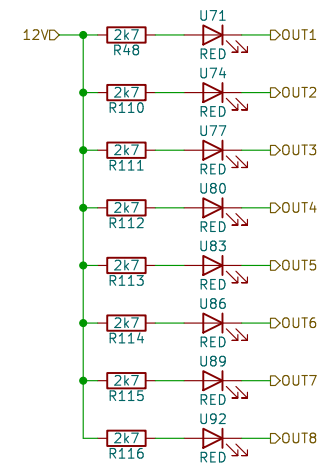 U71
12V 2k7 OUT1
R48 RED
U74
2k7 OUT2
R110 RED
U77
2k7 OUT3
R111 RED
U80
2k7 OUT4
R112 RED
U83
2k7 OUT5
R113 RED
U86
2k7 OUT6
R114 RED
U89
2k7 OUT7
R115 RED
U92
2k7 OUT8
R116 RED